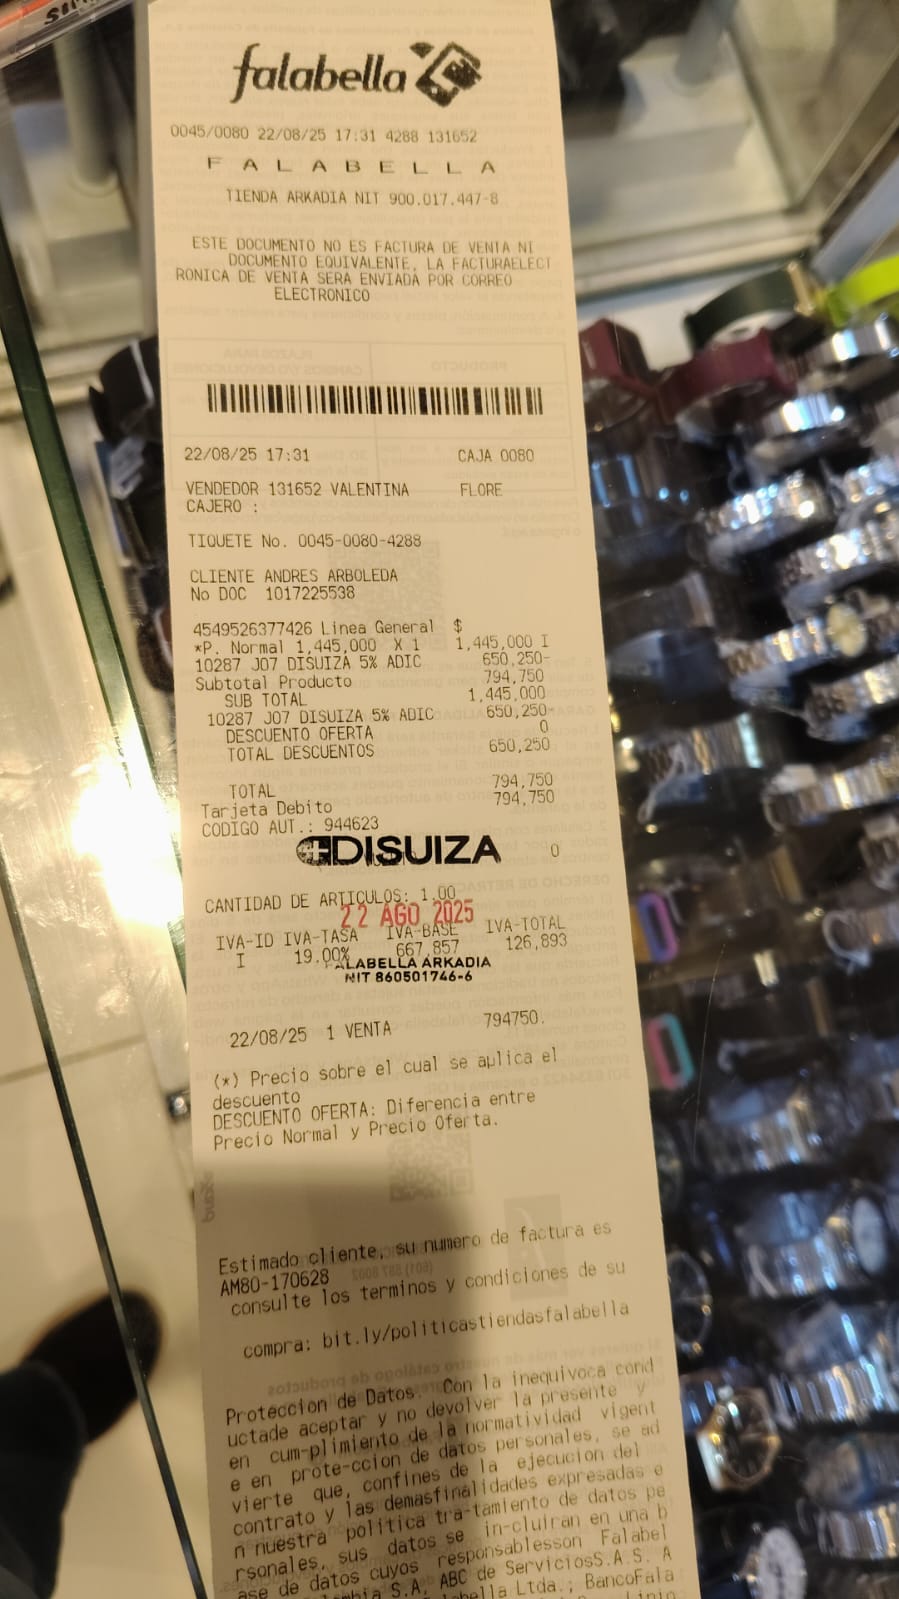 falabella
0045/0080 22/08/25 17:31 4288 131652
F A L A B E L L A
TIENDA ARKADIA NIT 900.017.447-8
ESTE DOCUMENTO NO ES FACTURA DE VENTA NI
DOCUMENTO EQUIVALENTE, LA FACTURAELECT
RONICA DE VENTA SERA ENVIADA POR CORREO
ELECTRONICO
22/08/25 17:31 CAJA 0080
VENDEDOR 131652 VALENTINA FLORE
CAJERO :
TIQUETE No. 0045-0080-4288
CLIENTE ANDRES ARBOLEDA
No DOC 1017225538
4549526377426 Linea General $
*P. Normal 1,445,000 X 1 1,445,000 I
10287 J07 DISUIZA 5% ADIC 650,250-
Subtotal Producto 794,750
SUB TOTAL 1,445,000
10287 J07 DISUIZA 5% ADIC 650,250-
DESCUENTO OFERTA 0
TOTAL DESCUENTOS 650,250
TOTAL 794,750
Tarjeta Debito 794,750
CODIGO AUT.: 944623
DISUIZA 0
CANTIDAD DE ARTICULOS: 1.00
22 AGO 2025
IVA-ID IVA-TASA IVA-BASE IVA-TOTAL
I 19.00% 667,857 126,893
FALABELLA ARKADIA
NIT 860501746-6
22/08/25 1 VENTA 794750.
(*) Precio sobre el cual se aplica el
descuento
DESCUENTO OFERTA: Diferencia entre
Precio Normal y Precio Oferta.
Estimado cliente, su numero de factura es
AM80-170628
consulte los terminos y condiciones de su
compra: bit.ly/politicastiendasfalabella
Proteccion de Datos. Con la inequivoca cond
uctade aceptar y no devolver la presente y
en cum-plimiento de la normatividad vigent
e en prote-ccion de datos personales, se ad
vierte que, confines de la ejecucion del
contrato y las demasfinalidades expresadas e
n nuestra politica tra-tamiento de datos pe
rsonales, sus datos se in-cluiran en una b
ase de datos cuyos responsablesson Falabel
S.A, ABC de ServiciosS.A.S. A
Ltda.; BancoFala